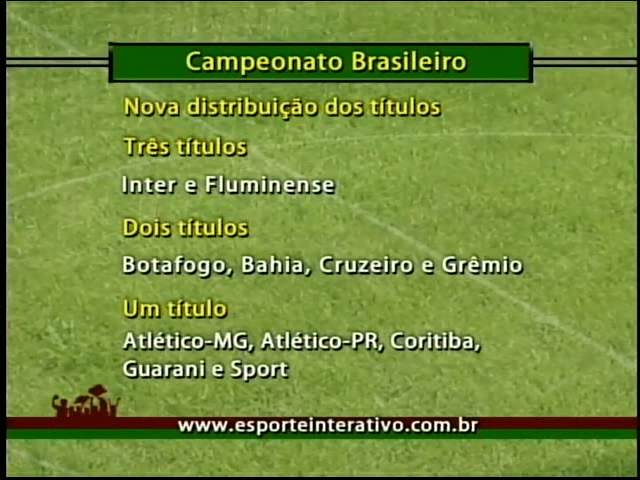 Campeonato Brasileiro
Nova distribuição dos títulos
Três títulos
Inter e Fluminense
Dois títulos
Botafogo, Bahia, Cruzeiro e Grêmio
Um título
Atlético-MG, Atlético-PR, Coritiba,
Guarani e Sport
www.esporteinterativo.com.br